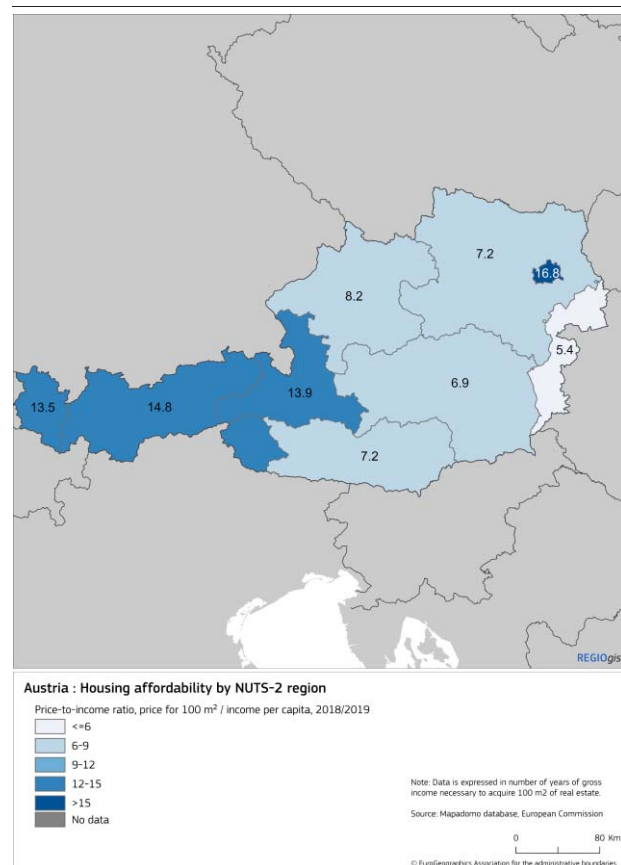 7.2
16.8
8.2
5.4
6.9
13.9
13.5
14.8
7.2
REGIOgis
Austria : Housing affordability by NUTS-2 region
Price-to-income ratio, price for 100 m² / income per capita, 2018/2019
<=6
6-9
9-12
12-15
>15
No data
Note: Data is expressed in number of years of gross
income necessary to acquire 100 m2 of real estate.
Source: Mapadomo database, European Commission
0 80 Km
© EuroGeographics Association for the administrative boundaries